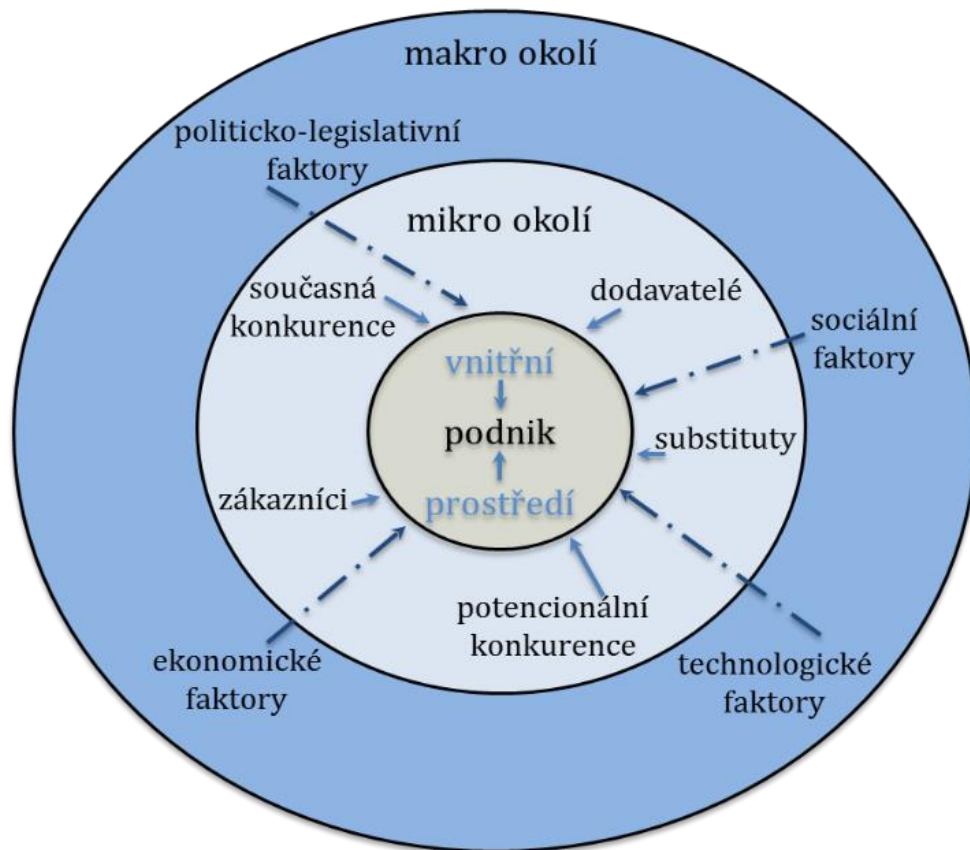 makro okolí
politicko-legislativní
faktory
mikro okolí
současná
konkurence
dodavatelé
sociální
faktory
vnitřní
podnik
prostředí
substituty
zákazníci
potencionální
konkurence
ekonomické
faktory
technologické
faktory